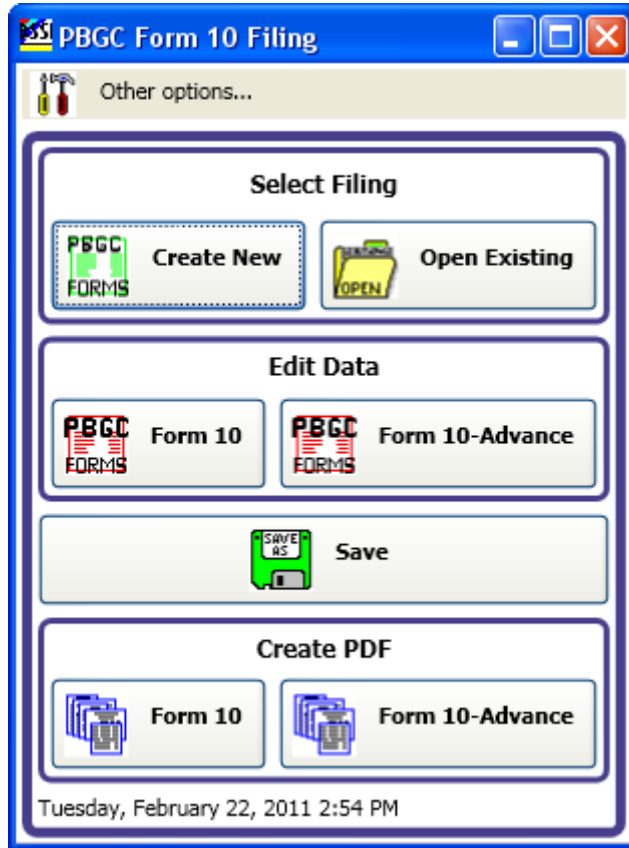 PSSI PBGC Form 10 Filing
Other options...
Select Filing
PBGC FORMS Create New
OPEN Open Existing
Edit Data
PBGC FORMS Form 10
PBGC FORMS Form 10-Advance
SAVE AS Save
Create PDF
Form 10
Form 10-Advance
Tuesday, February 22, 2011 2:54 PM